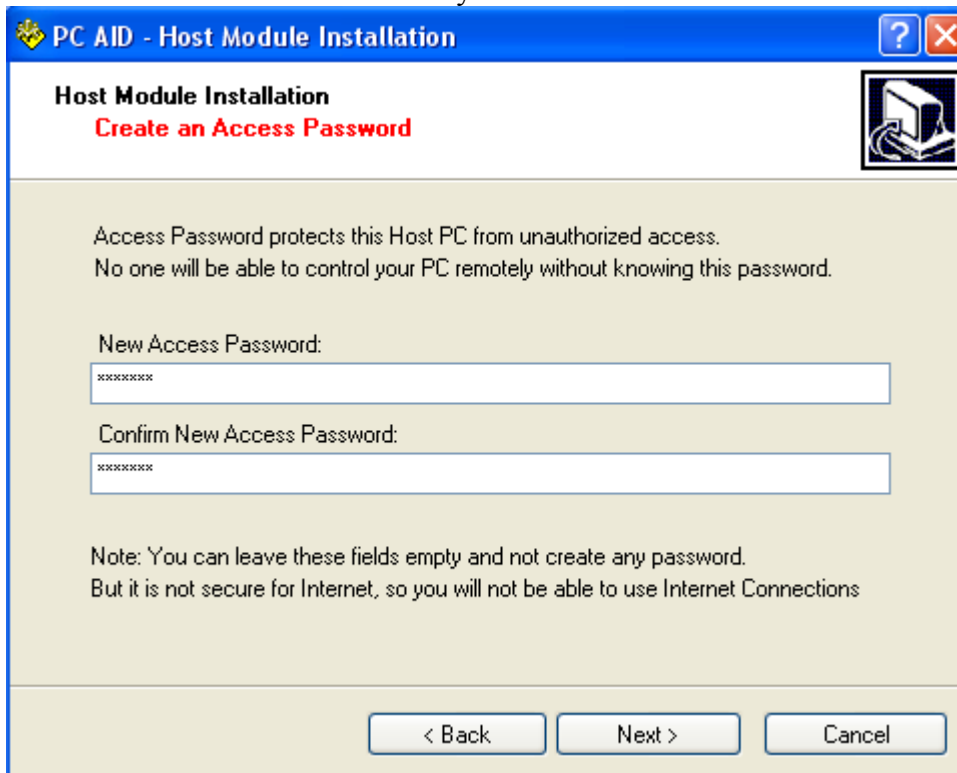 PC AID - Host Module Installation
Host Module Installation
Create an Access Password
Access Password protects this Host PC from unauthorized access.
No one will be able to control your PC remotely without knowing this password.
New Access Password:
xxxxxxx
Confirm New Access Password:
xxxxxxx
Note: You can leave these fields empty and not create any password.
But it is not secure for Internet, so you will not be able to use Internet Connections
< Back Next > Cancel